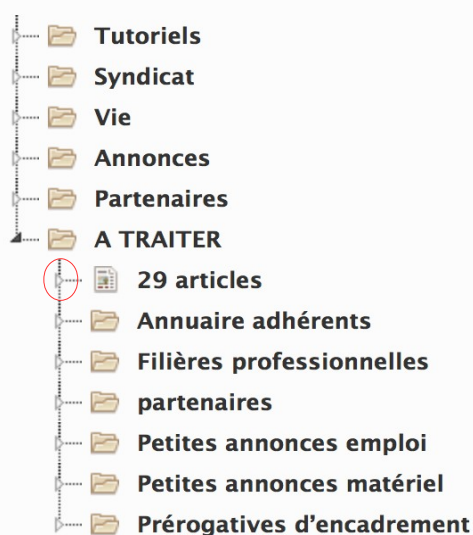 Tutoriels
Syndicat
Vie
Annonces
Partenaires
A TRAITER
29 articles
Annuaire adhérents
Filières professionnelles
partenaires
Petites annonces emploi
Petites annonces matériel
Prérogatives d'encadrement